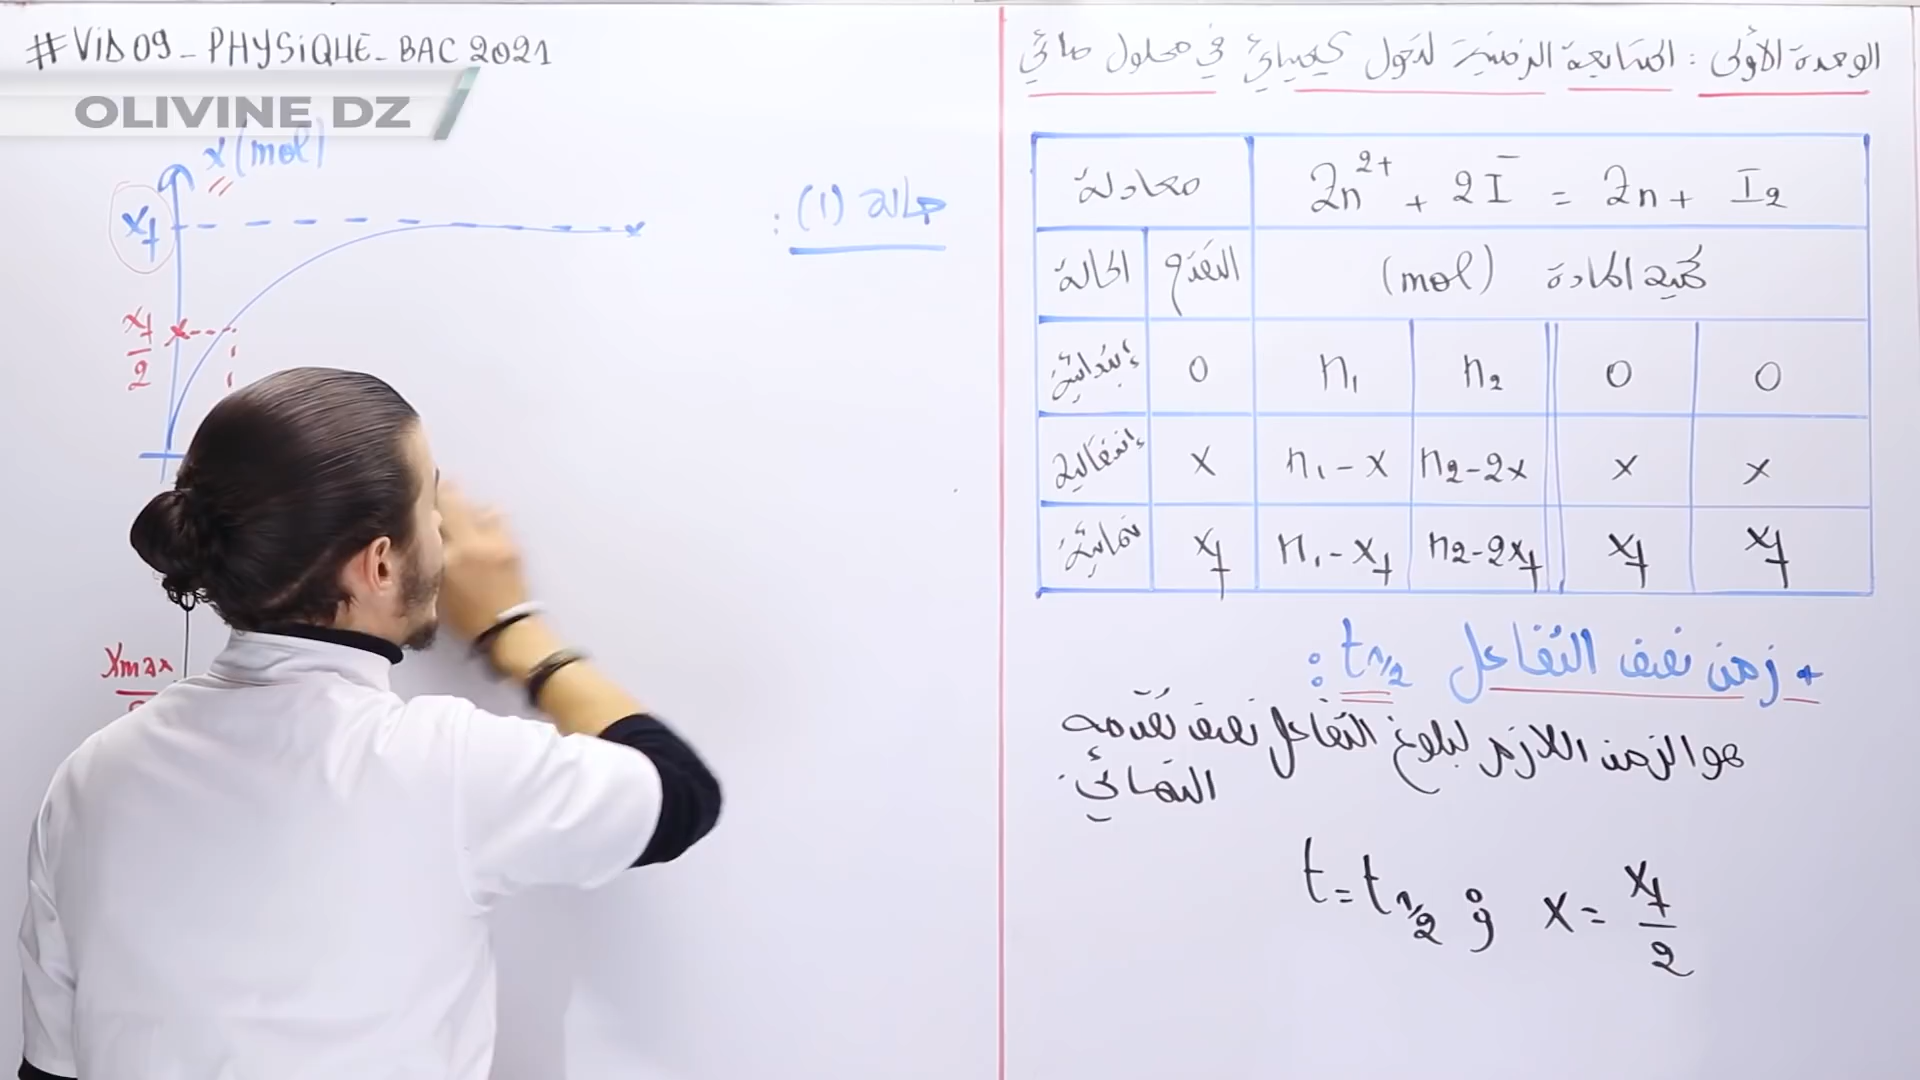 #ViD09_PHYSiQUE_BAC 2021
OLIVINE DZ
x (mol)
xf
xf/2
xmax
حالة (1) :
الوحدة الأولى : المتابعة الزمنية لتحول كيميائي في محلول مائي
معادلة Zn²⁺ + 2I⁻ = Zn + I₂
الحالة التقدم كمية المادة (mol)
إبتدائية 0 n₁ n₂ 0 0
إنتقالية x n₁-x n₂-2x x x
نهائية xf n₁-xf n₂-2xf xf xf
زمن نصف التفاعل t1/2 :
هو الزمن اللازم لبلوغ التفاعل نصف تقدمه
النهائي
t = t1/2 ; x = xf/2